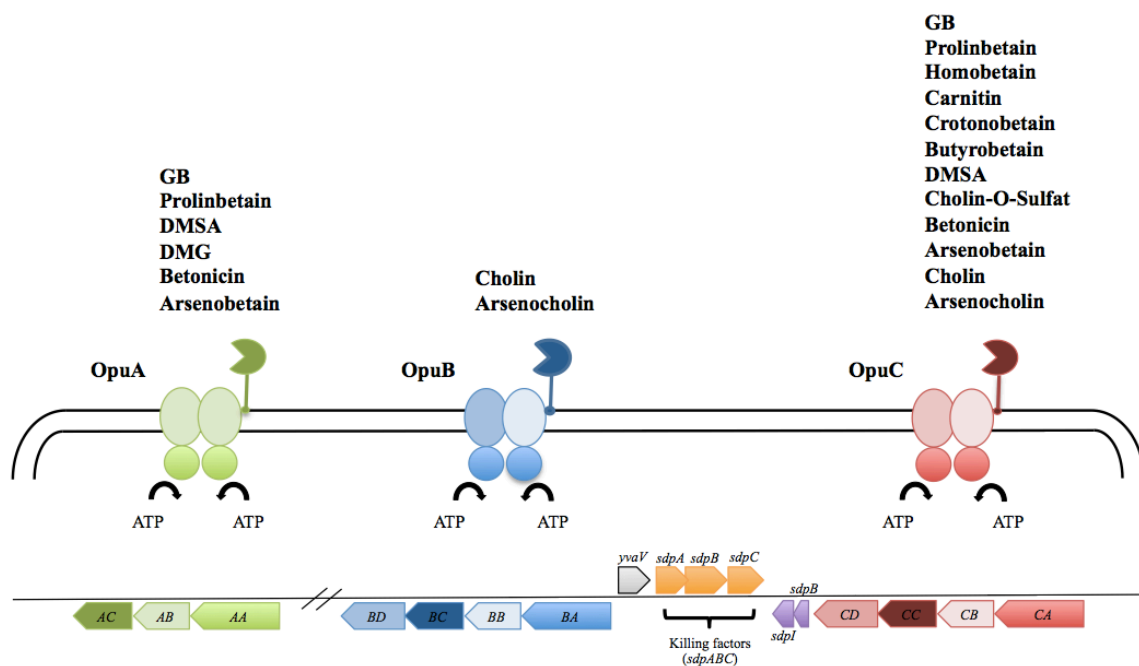 GB
Prolinbetain
DMSA
DMG
Betonicin
Arsenobetain
Cholin
Arsenocholin
GB
Prolinbetain
Homobetain
Carnitin
Crotonobetain
Butyrobetain
DMSA
Cholin-O-Sulfat
Betonicin
Arsenobetain
Cholin
Arsenocholin
OpuA
OpuB
OpuC
ATP
ATP
ATP
ATP
ATP
ATP
yvaV
sdpA
sdpB
sdpC
sdpB
AC
AB
AA
BD
BC
BB
BA
CD
CC
CB
CA
sdpI
Killing factors
(sdpABC)